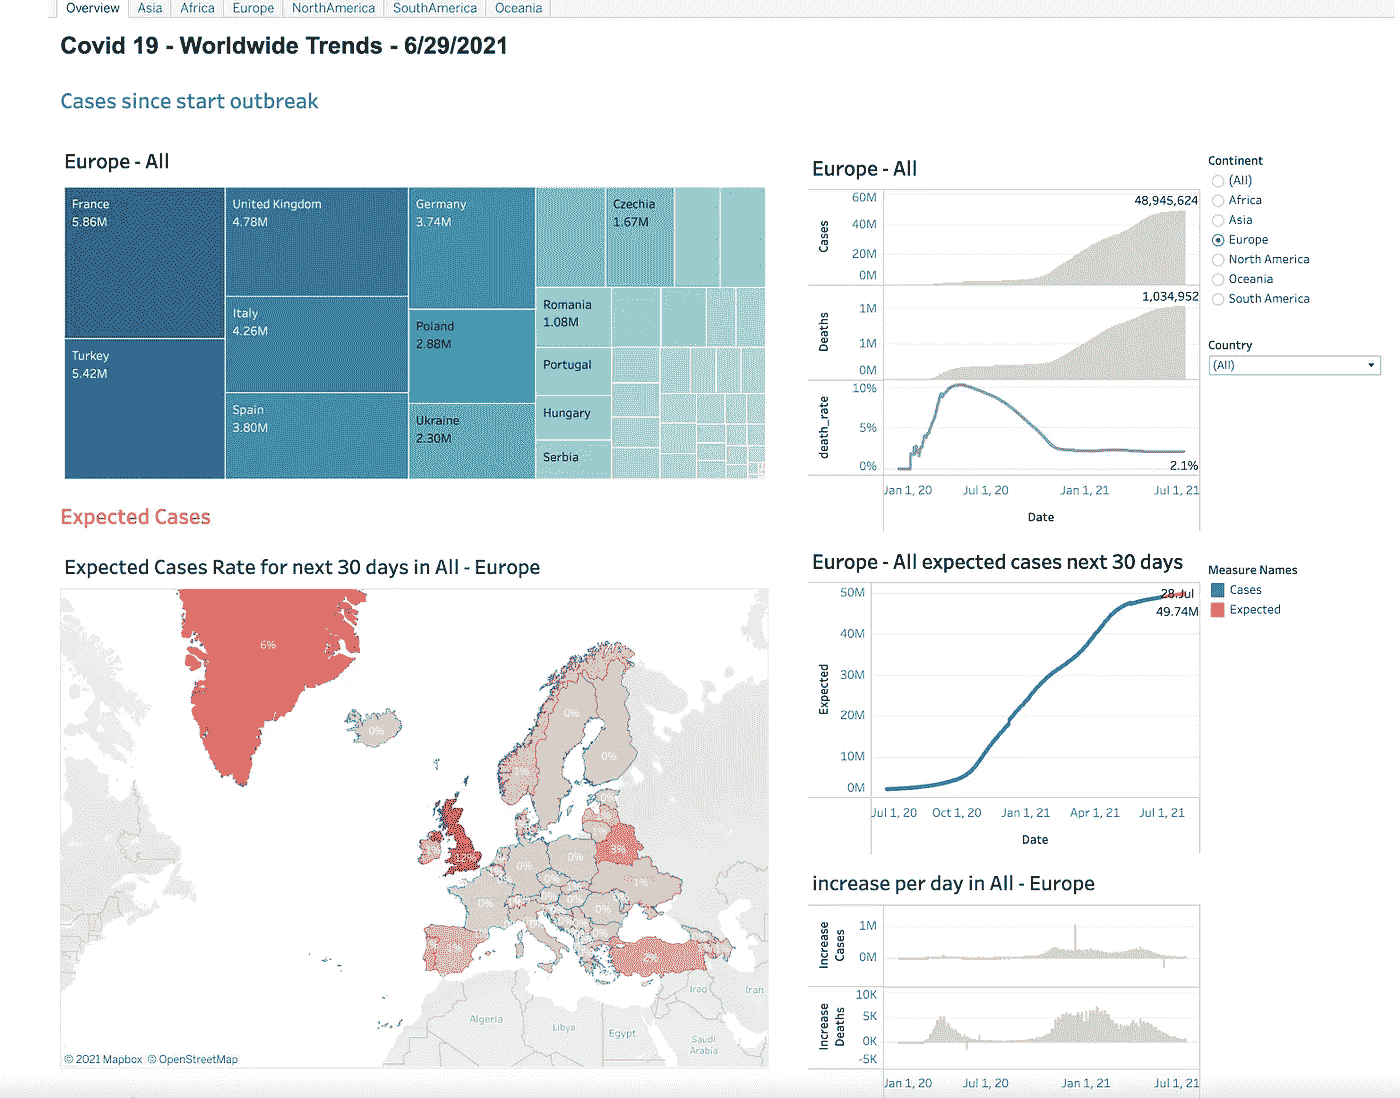 Overview Asia Africa Europe NorthAmerica SouthAmerica Oceania
Covid 19 - Worldwide Trends - 6/29/2021
Cases since start outbreak
Europe - All
France
5.86M
Turkey
5.42M
United Kingdom
4.78M
Italy
4.26M
Spain
3.80M
Germany
3.74M
Poland
2.88M
Ukraine
2.30M
Czechia
1.67M
Romania
1.08M
Portugal
Hungary
Serbia
Europe - All
Cases
60M
40M
20M
0M
48,945,624
Deaths
1M
1M
0M
1,034,952
death_rate
10%
5%
0%
2.1%
Jan 1, 20 Jul 1, 20 Jan 1, 21 Jul 1, 21
Date
Continent
(All)
Africa
Asia
Europe
North America
Oceania
South America
Country
(All)
Expected Cases
Expected Cases Rate for next 30 days in All - Europe
6%
0%
0%
0%
3%
0%
0%
0%
1%
0%
0%
2%
Algeria
Libya
Egypt
Saudi
Arabia
Iraq
Iran
© 2021 Mapbox © OpenStreetMap
Europe - All expected cases next 30 days
Expected
50M
40M
30M
20M
10M
0M
28 Jul
49.74M
Jul 1, 20 Oct 1, 20 Jan 1, 21 Apr 1, 21 Jul 1, 21
Date
Measure Names
Cases
Expected
increase per day in All - Europe
Increase
Cases
1M
0M
Increase
Deaths
10K
5K
0K
-5K
Jan 1, 20 Jul 1, 20 Jan 1, 21 Jul 1, 21